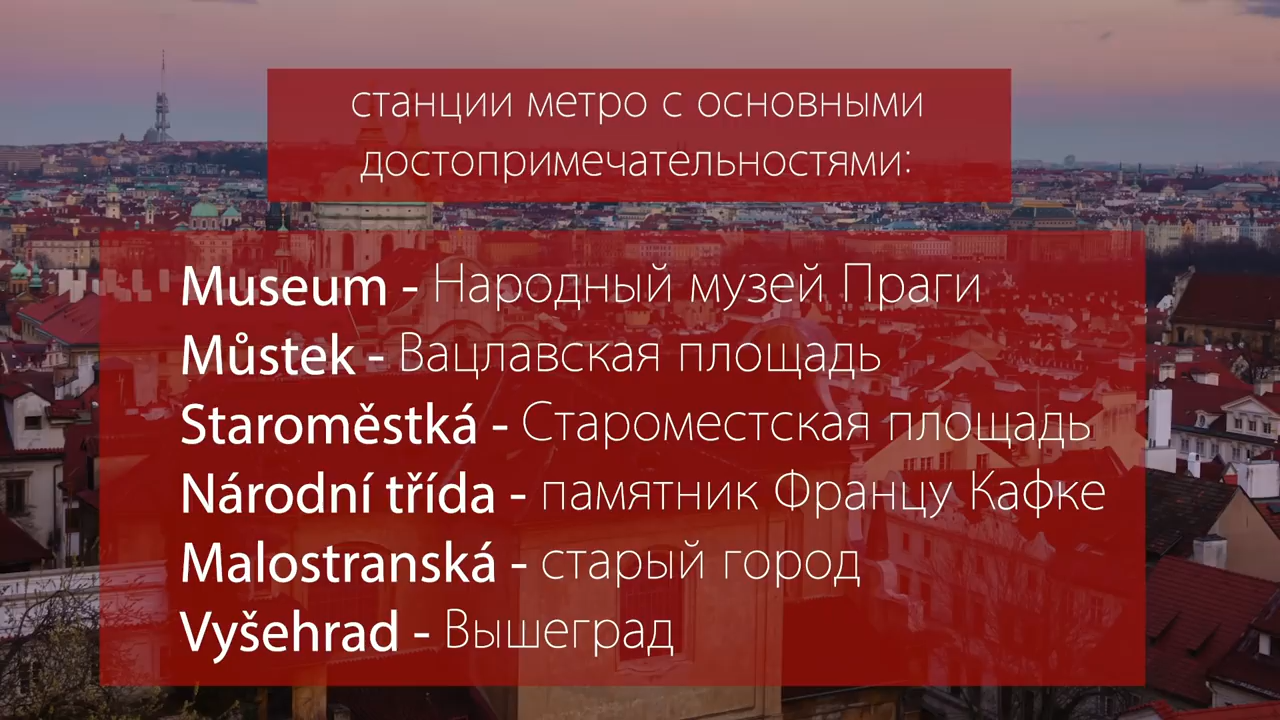 станции метро с основными
достопримечательностями:
Museum - Народный музей Праги
Můstek - Вацлавская площадь
Staroměstká - Староместская площадь
Národní třída - памятник Францу Кафке
Malostranská - старый город
Vyšehrad - Вышеград